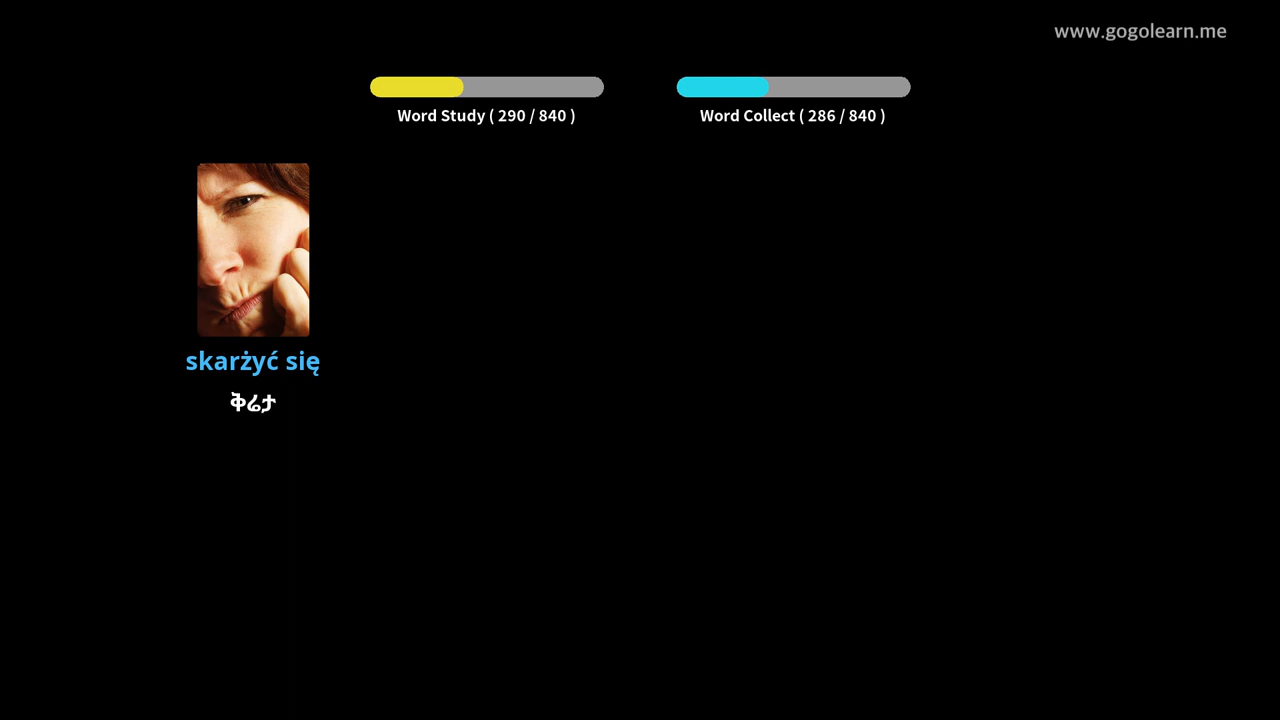 www.gogolearn.me
Word Study ( 290 / 840 )
Word Collect ( 286 / 840 )
skarżyć się
ቅሬታ